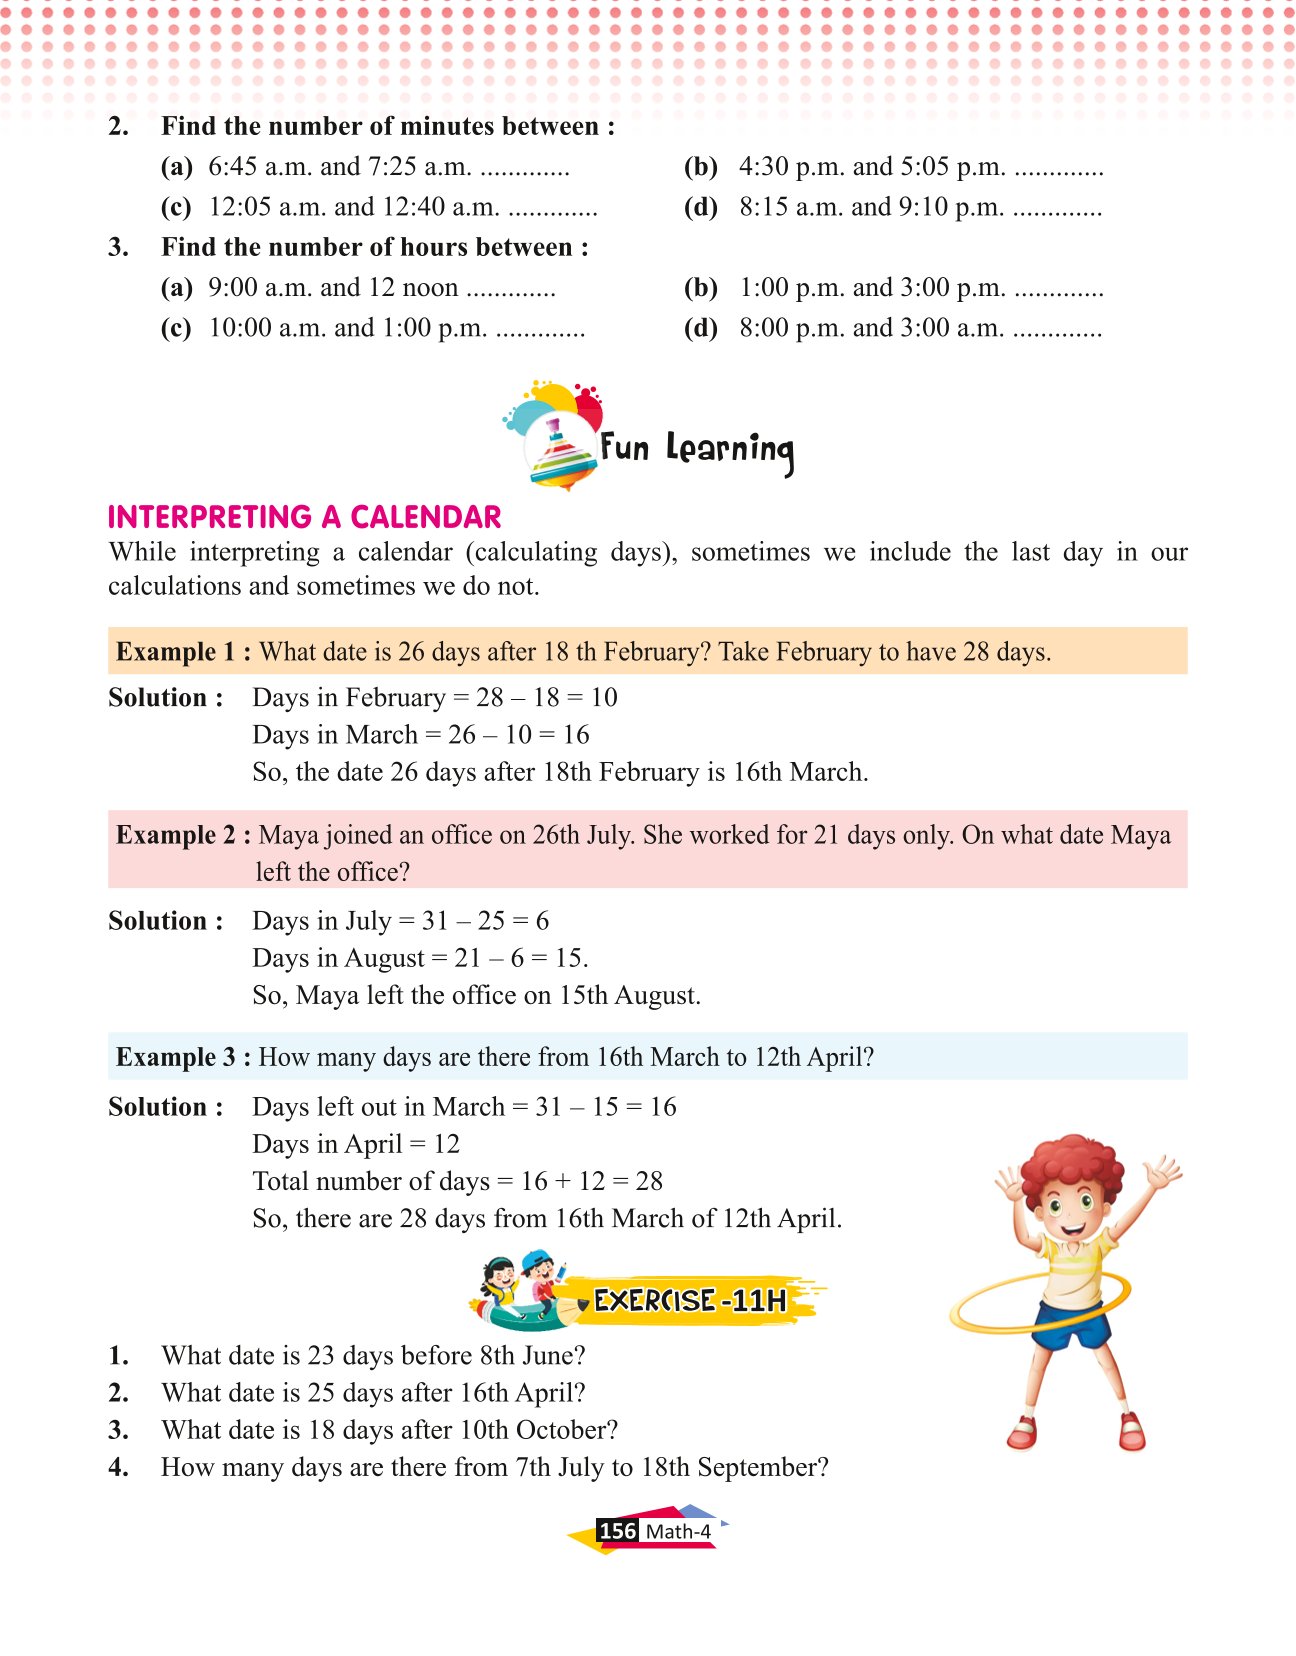 2. Find the number of minutes between :
(a) 6:45 a.m. and 7:25 a.m. ............. (b) 4:30 p.m. and 5:05 p.m. .............
(c) 12:05 a.m. and 12:40 a.m. ............. (d) 8:15 a.m. and 9:10 p.m. .............
3. Find the number of hours between :
(a) 9:00 a.m. and 12 noon ............. (b) 1:00 p.m. and 3:00 p.m. .............
(c) 10:00 a.m. and 1:00 p.m. ............. (d) 8:00 p.m. and 3:00 a.m. .............
Fun Learning
INTERPRETING A CALENDAR
While interpreting a calendar (calculating days), sometimes we include the last day in our
calculations and sometimes we do not.
Example 1 : What date is 26 days after 18 th February? Take February to have 28 days.
Solution : Days in February = 28 – 18 = 10
Days in March = 26 – 10 = 16
So, the date 26 days after 18th February is 16th March.
Example 2 : Maya joined an office on 26th July. She worked for 21 days only. On what date Maya
left the office?
Solution : Days in July = 31 – 25 = 6
Days in August = 21 – 6 = 15.
So, Maya left the office on 15th August.
Example 3 : How many days are there from 16th March to 12th April?
Solution : Days left out in March = 31 – 15 = 16
Days in April = 12
Total number of days = 16 + 12 = 28
So, there are 28 days from 16th March of 12th April.
EXERCISE -11H
1. What date is 23 days before 8th June?
2. What date is 25 days after 16th April?
3. What date is 18 days after 10th October?
4. How many days are there from 7th July to 18th September?
156 Math-4